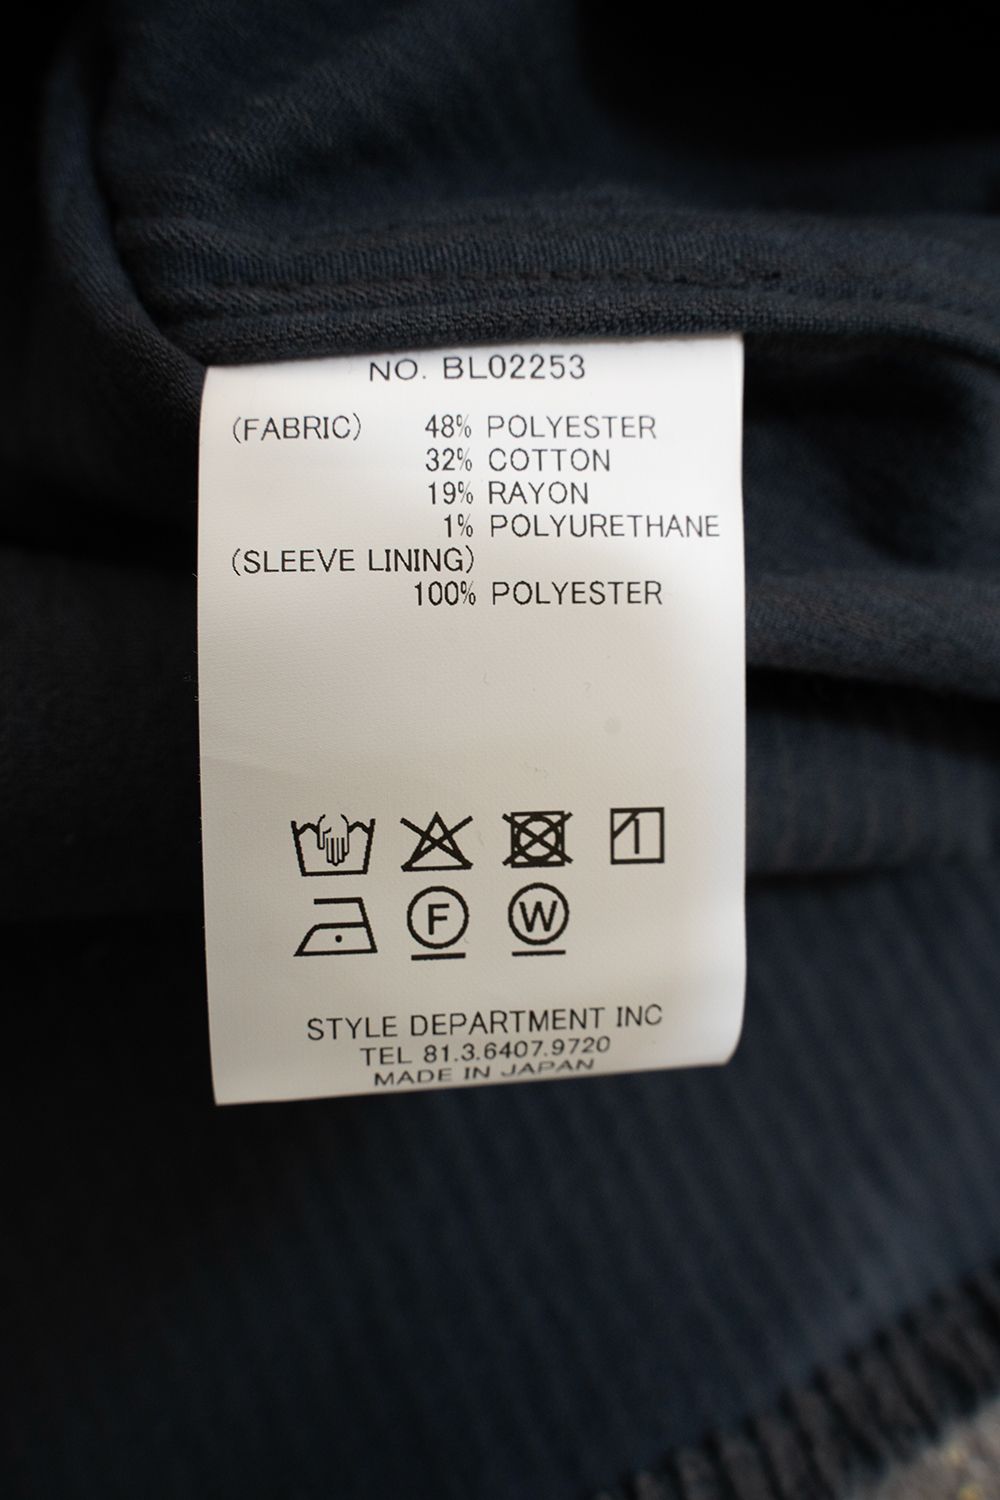 NO. BL02253
(FABRIC) 48% POLYESTER
32% COTTON
19% RAYON
1% POLYURETHANE
(SLEEVE LINING)
100% POLYESTER
F W
STYLE DEPARTMENT INC
TEL 81.3.6407.9720
MADE IN JAPAN